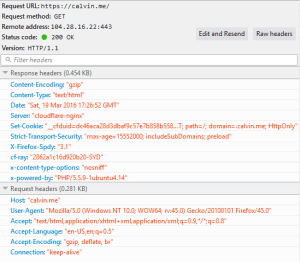 Request URL: https://calvin.me/
Request method: GET
Remote address: 104.28.16.22:443
Status code: 200 OK
Edit and Resend
Raw headers
Version: HTTP/1.1
Filter headers
Response headers (0.454 KB)
Content-Encoding: "gzip"
Content-Type: "text/html"
Date: "Sat, 19 Mar 2016 17:26:52 GMT"
Server: "cloudflare-nginx"
Set-Cookie: path=/; domain=.calvin.me; HttpOnly"
Strict-Transport-Security: "max-age=15552000; includeSubDomains; preload"
X-Firefox-Spdy: "3.1"
cf-ray: "2862a1c16d920b20-SYD"
x-content-type-options: "nosniff"
x-powered-by: "PHP/5.5.9-1ubuntu4.14"
Request headers (0.281 KB)
Host: "calvin.me"
User-Agent: "Mozilla/5.0 (Windows NT 10.0; WOW64; rv:45.0) Gecko/20100101 Firefox/45.0"
Accept: "text/html,application/xhtml+xml,application/xml;q=0.9,*/*;q=0.8"
Accept-Language: "en-US,en;q=0.5"
Accept-Encoding: "gzip, deflate, br"
Connection: "keep-alive"